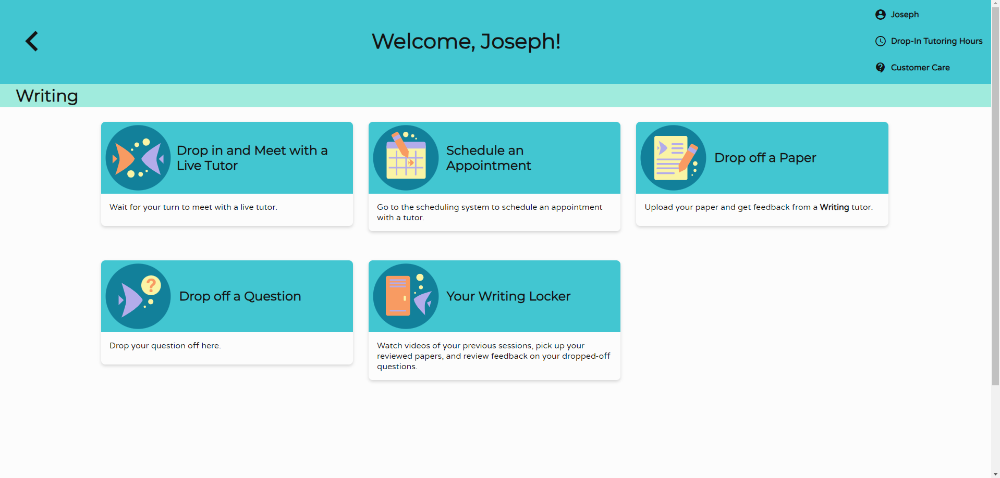 Welcome, Joseph!
Joseph
Drop-In Tutoring Hours
Customer Care
Writing
Drop in and Meet with a
Live Tutor
Wait for your turn to meet with a live tutor.
Schedule an
Appointment
Go to the scheduling system to schedule an appointment
with a tutor.
Drop off a Paper
Upload your paper and get feedback from a Writing tutor.
?
Drop off a Question
Drop your question off here.
Your Writing Locker
Watch videos of your previous sessions, pick up your
reviewed papers, and review feedback on your dropped-off
questions.